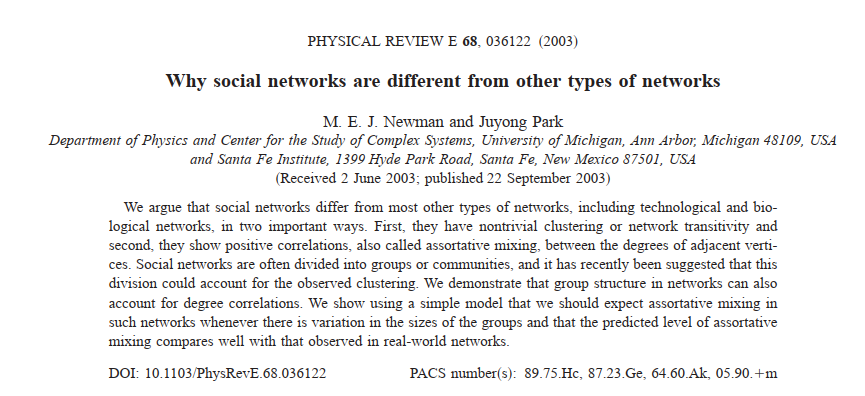 PHYSICAL REVIEW E 68, 036122 (2003)
Why social networks are different from other types of networks
M. E. J. Newman and Juyong Park
Department of Physics and Center for the Study of Complex Systems, University of Michigan, Ann Arbor, Michigan 48109, USA
and Santa Fe Institute, 1399 Hyde Park Road, Santa Fe, New Mexico 87501, USA
(Received 2 June 2003; published 22 September 2003)
We argue that social networks differ from most other types of networks, including technological and bio-
logical networks, in two important ways. First, they have nontrivial clustering or network transitivity and
second, they show positive correlations, also called assortative mixing, between the degrees of adjacent verti-
ces. Social networks are often divided into groups or communities, and it has recently been suggested that this
division could account for the observed clustering. We demonstrate that group structure in networks can also
account for degree correlations. We show using a simple model that we should expect assortative mixing in
such networks whenever there is variation in the sizes of the groups and that the predicted level of assortative
mixing compares well with that observed in real-world networks.
DOI: 10.1103/PhysRevE.68.036122 PACS number(s): 89.75.Hc, 87.23.Ge, 64.60.Ak, 05.90.+m